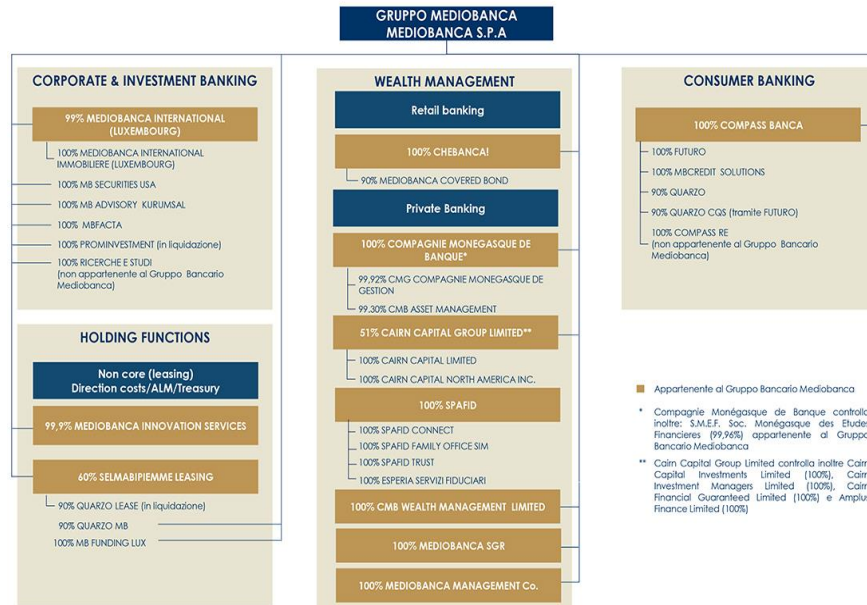 GRUPPO MEDIOBANCA
MEDIOBANCA S.P.A
CORPORATE & INVESTMENT BANKING
99% MEDIOBANCA INTERNATIONAL
(LUXEMBOURG)
100% MEDIOBANCA INTERNATIONAL
IMMOBILIERE (LUXEMBOURG)
100% MB SECURITIES USA
100% MB ADVISORY KURUMSAL
100% MBFACTA
100% PROMINVESTMENT (in liquidazione)
100% RICERCHE E STUDI
(non appartenente al Gruppo Bancario
Mediobanca)
HOLDING FUNCTIONS
Non core (leasing)
Direction costs/ALM/Treasury
99,9% MEDIOBANCA INNOVATION SERVICES
60% SELMABIPIEMME LEASING
90% QUARZO LEASE (in liquidazione)
90% QUARZO MB
100% MB FUNDING LUX
WEALTH MANAGEMENT
Retail banking
100% CHEBANCA!
90% MEDIOBANCA COVERED BOND
Private Banking
100% COMPAGNIE MONEGASQUE DE
BANQUE*
99,92% CMG COMPAGNIE MONEGASQUE DE
GESTION
99.30% CMB ASSET MANAGEMENT
51% CAIRN CAPITAL GROUP LIMITED**
100% CAIRN CAPITAL LIMITED
100% CAIRN CAPITAL NORTH AMERICA INC.
100% SPAFID
100% SPAFID CONNECT
100% SPAFID FAMILY OFFICE SIM
100% SPAFID TRUST
100% ESPERIA SERVIZI FIDUCIARI
100% CMB WEALTH MANAGEMENT LIMITED
100% MEDIOBANCA SGR
100% MEDIOBANCA MANAGEMENT Co.
CONSUMER BANKING
100% COMPASS BANCA
100% FUTURO
100% MBCREDIT SOLUTIONS
90% QUARZO
90% QUARZO CQS (tramite FUTURO)
100% COMPASS RE
(non appartenente al Gruppo Bancario
Mediobanca)
Appartenente al Gruppo Bancario Mediobanca
* Compagnie Monégasque de Banque controlla
inoltre: S.M.E.F. Soc. Monégasque des Etudes
Financieres (99,96%) appartenente al Gruppo
Bancario Mediobanca
** Cairn Capital Group Limited controlla inoltre Cairn
Capital Investments Limited (100%), Cairn
Investment Managers Limited (100%), Cairn
Financial Guaranteed Limited (100%) e Amplus
Finance Limited (100%)